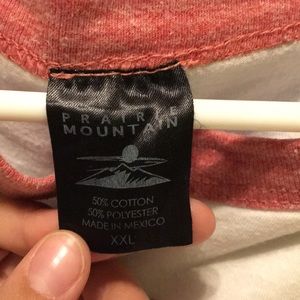 PRAIRIE
MOUNTAIN
50% COTTON
50% POLYESTER
MADE IN MEXICO
XXL